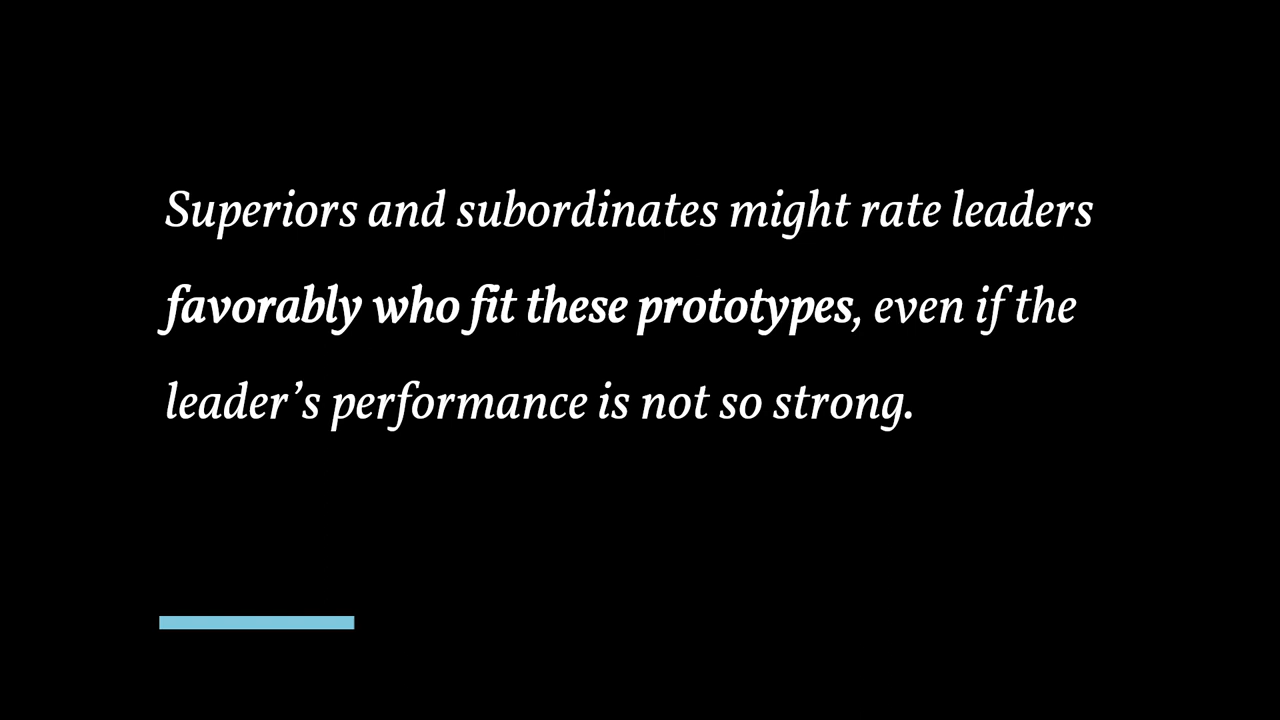 Superiors and subordinates might rate leaders
favorably who fit these prototypes, even if the
leader’s performance is not so strong.